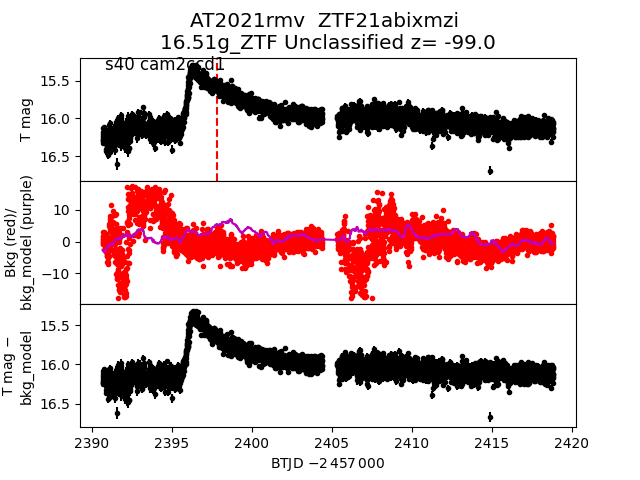 AT2021rmv  ZTF21abixmzi
16.51g_ZTF Unclassified z= -99.0
s40 cam2ccd1
T mag
15.5
16.0
16.5
Bkg (red)/
bkg_model (purple)
10
0
−10
T mag −
bkg_model
15.5
16.0
16.5
2390
2395
2400
2405
2410
2415
2420
BTJD −2 457 000